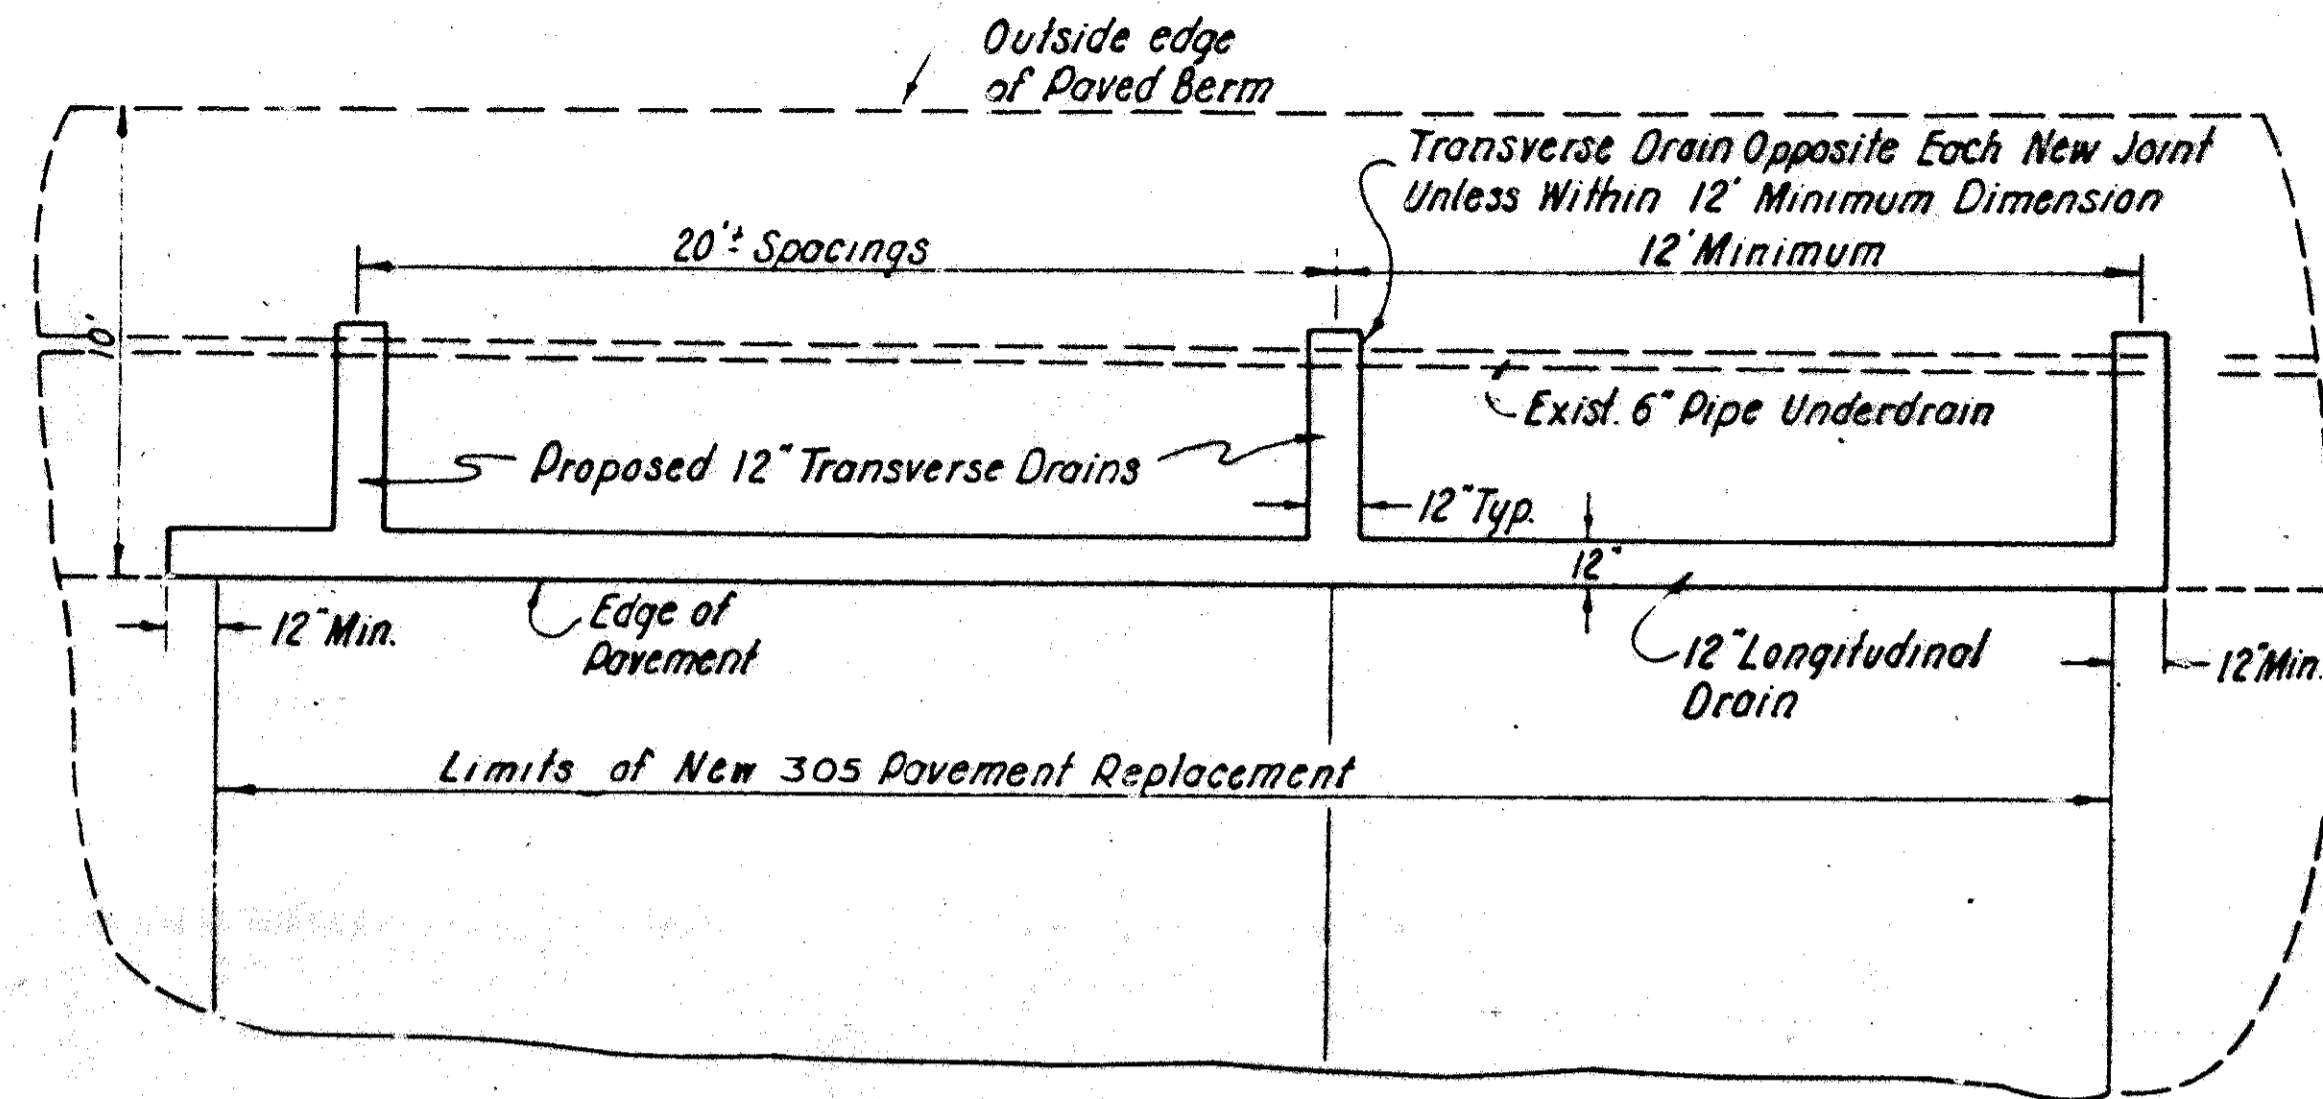 Outside edge
of Paved Berm
Transverse Drain Opposite Each New Joint
Unless Within 12' Minimum Dimension
20'± Spacings
12' Minimum
10'
Exist. 6" Pipe Underdrain
Proposed 12" Transverse Drains
12" Typ.
12"
12" Min.
Edge of
Pavement
12" Longitudinal
Drain
12" Min.
Limits of New 305 Pavement Replacement